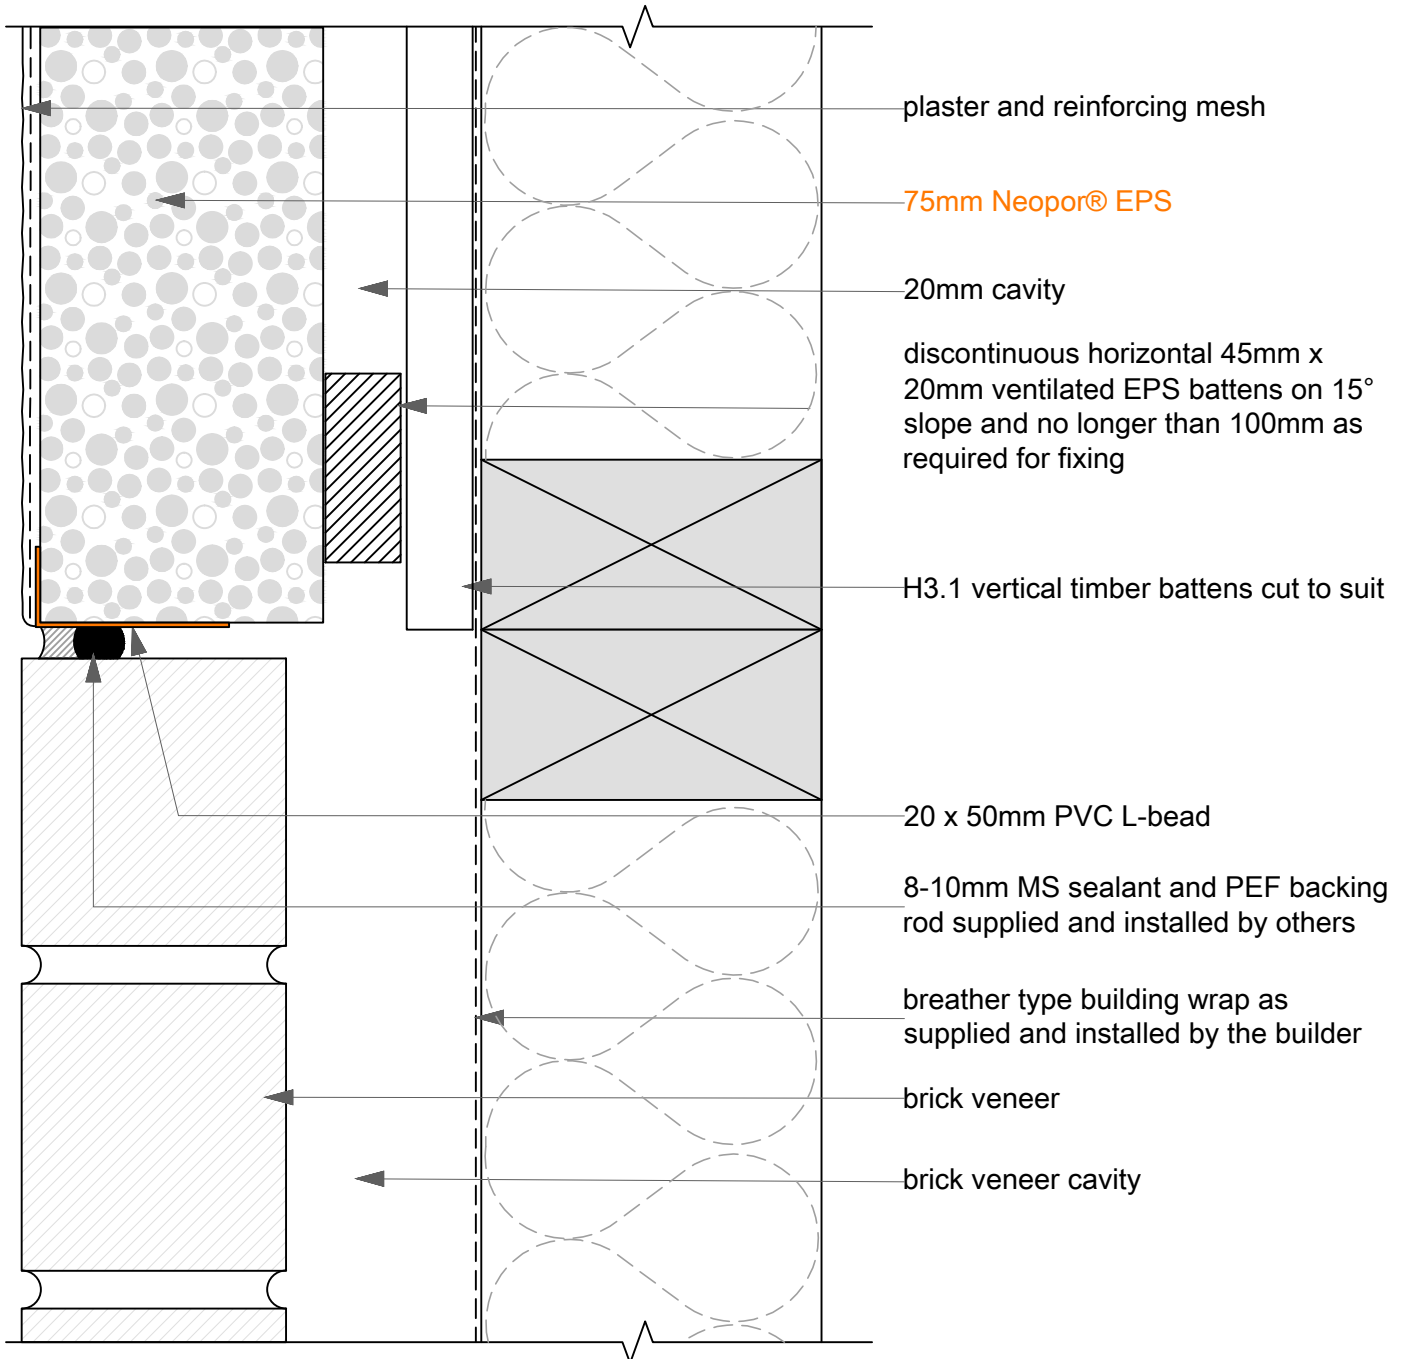 plaster and reinforcing mesh
75mm Neopor® EPS
20mm cavity
discontinuous horizontal 45mm x
20mm ventilated EPS battens on 15°
slope and no longer than 100mm as
required for fixing
H3.1 vertical timber battens cut to suit
20 x 50mm PVC L-bead
8-10mm MS sealant and PEF backing
rod supplied and installed by others
breather type building wrap as
supplied and installed by the builder
brick veneer
brick veneer cavity